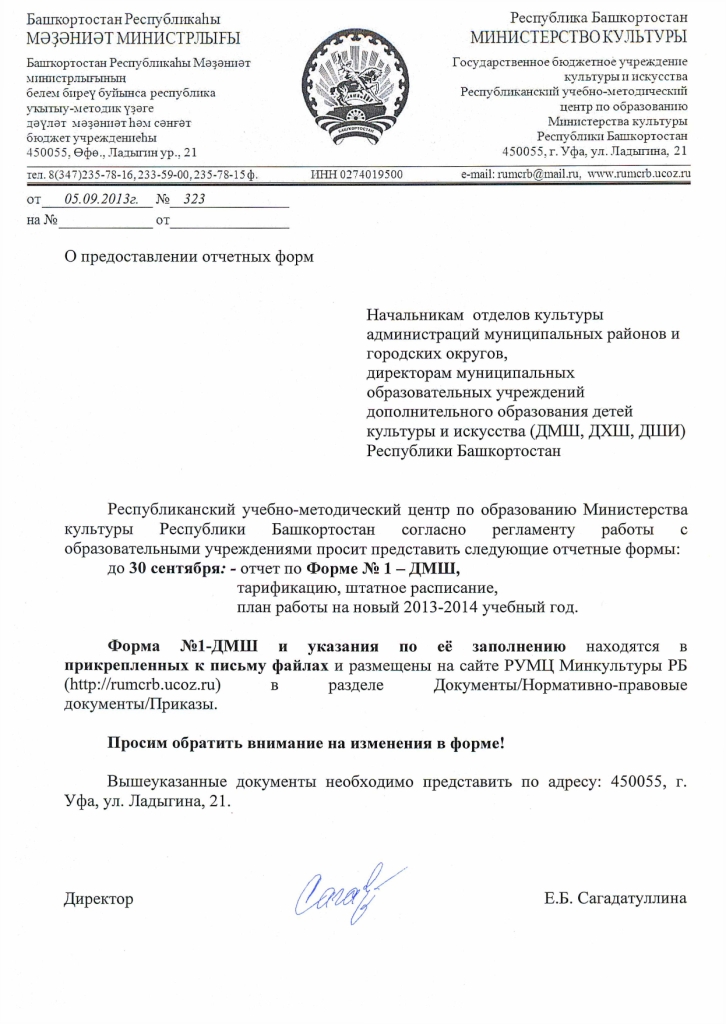 Башҡортостан Республикаһы
МӘҘӘНИӘТ МИНИСТРЛЫҒЫ
Башҡортостан Республикаһы Мәҙәниәт
министрлығының
белем биреү буйынса республика
уҡытыу-методик үҙәге
дәүләт мәҙәниәт һәм сәнғәт
бюджет учреждениеһы
450055, Өфө., Ладыгин ур., 21
БАШКОРТОСТАН
Республика Башкортостан
МИНИСТЕРСТВО КУЛЬТУРЫ
Государственное бюджетное учреждение
культуры и искусства
Республиканский учебно-методический
центр по образованию
Министерства культуры
Республики Башкортостан
450055, г. Уфа, ул. Ладыгина, 21
тел. 8(347)235-78-16, 233-59-00, 235-78-15 ф. ИНН 0274019500 e-mail: rumcrb@mail.ru, www.rumcrb.ucoz.ru
от 05.09.2013г. № 323
на № от
О предоставлении отчетных форм
Начальникам отделов культуры
администраций муниципальных районов и
городских округов,
директорам муниципальных
образовательных учреждений
дополнительного образования детей
культуры и искусства (ДМШ, ДХШ, ДШИ)
Республики Башкортостан
Республиканский учебно-методический центр по образованию Министерства
культуры Республики Башкортостан согласно регламенту работы с
образовательными учреждениями просит представить следующие отчетные формы:
до 30 сентября: - отчет по Форме № 1 – ДМШ,
тарификацию, штатное расписание,
план работы на новый 2013-2014 учебный год.
Форма №1-ДМШ и указания по её заполнению находятся в
прикрепленных к письму файлах и размещены на сайте РУМЦ Минкультуры РБ
(http://rumcrb.ucoz.ru) в разделе Документы/Нормативно-правовые
документы/Приказы.
Просим обратить внимание на изменения в форме!
Вышеуказанные документы необходимо представить по адресу: 450055, г.
Уфа, ул. Ладыгина, 21.
Директор Е.Б. Сагадатуллина